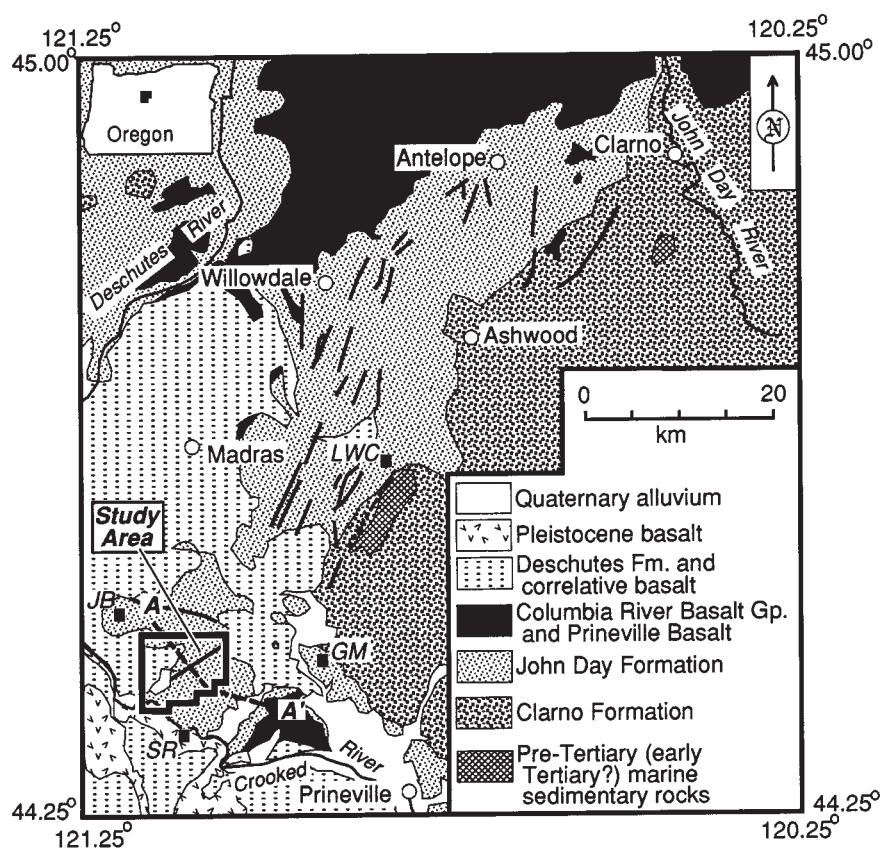 121.25°
120.25°
45.00°
45.00°
Oregon
N
Antelope
Clarno
John Day River
Deschutes River
Willowdale
Ashwood
0 20
km
Madras
LWC
Study
Area
Quaternary alluvium
Pleistocene basalt
Deschutes Fm. and
correlative basalt
Columbia River Basalt Gp.
and Prineville Basalt
John Day Formation
Clarno Formation
Pre-Tertiary (early
Tertiary?) marine
sedimentary rocks
JB
A
GM
A'
SR
Crooked River
Prineville
44.25°
44.25°
121.25°
120.25°